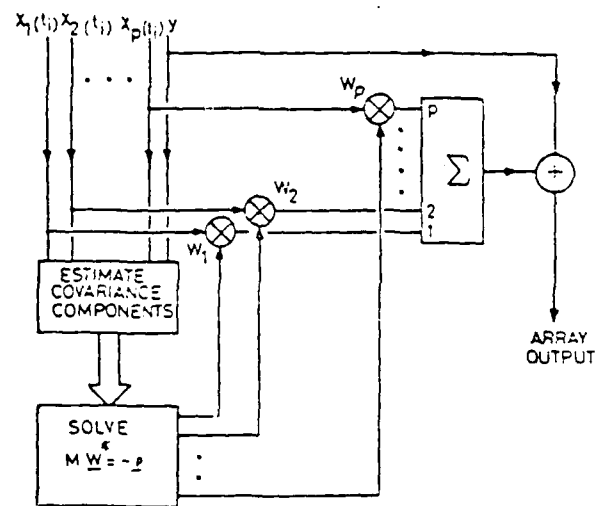 X₁(tᵢ) X₂(tᵢ) Xₚ(tᵢ) y
. . .
Wₚ
P
Σ
÷
W₂
2
W₁
1
ESTIMATE
COVARIANCE
COMPONENTS
ARRAY
OUTPUT
SOLVE
M W* = -ρ